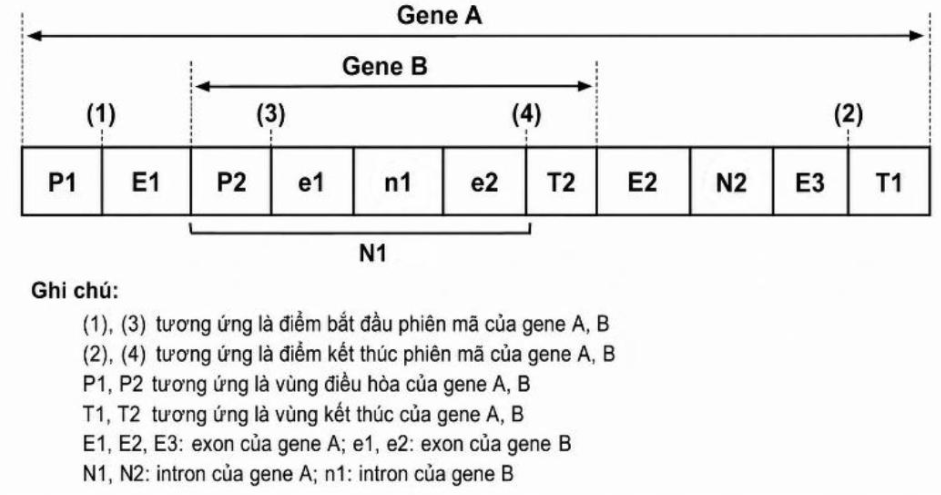 Gene A
Gene B
(1) (3) (4) (2)
P1 E1 P2 e1 n1 e2 T2 E2 N2 E3 T1
N1
Ghi chú:
(1), (3) tương ứng là điểm bắt đầu phiên mã của gene A, B
(2), (4) tương ứng là điểm kết thúc phiên mã của gene A, B
P1, P2 tương ứng là vùng điều hòa của gene A, B
T1, T2 tương ứng là vùng kết thúc của gene A, B
E1, E2, E3: exon của gene A; e1, e2: exon của gene B
N1, N2: intron của gene A; n1: intron của gene B